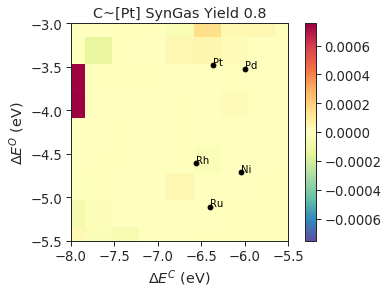 C~[Pt] SynGas Yield 0.8
−3.0
−3.5
−4.0
−4.5
−5.0
−5.5
ΔE^O (eV)
Pt
Pd
Rh
Ni
Ru
−8.0 −7.5 −7.0 −6.5 −6.0 −5.5
ΔE^C (eV)
0.0006
0.0004
0.0002
0.0000
−0.0002
−0.0004
−0.0006